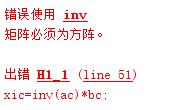 错误使用 inv
矩阵必须为方阵。
出错 H1_1 (line 51)
xic=inv(ac)*bc;